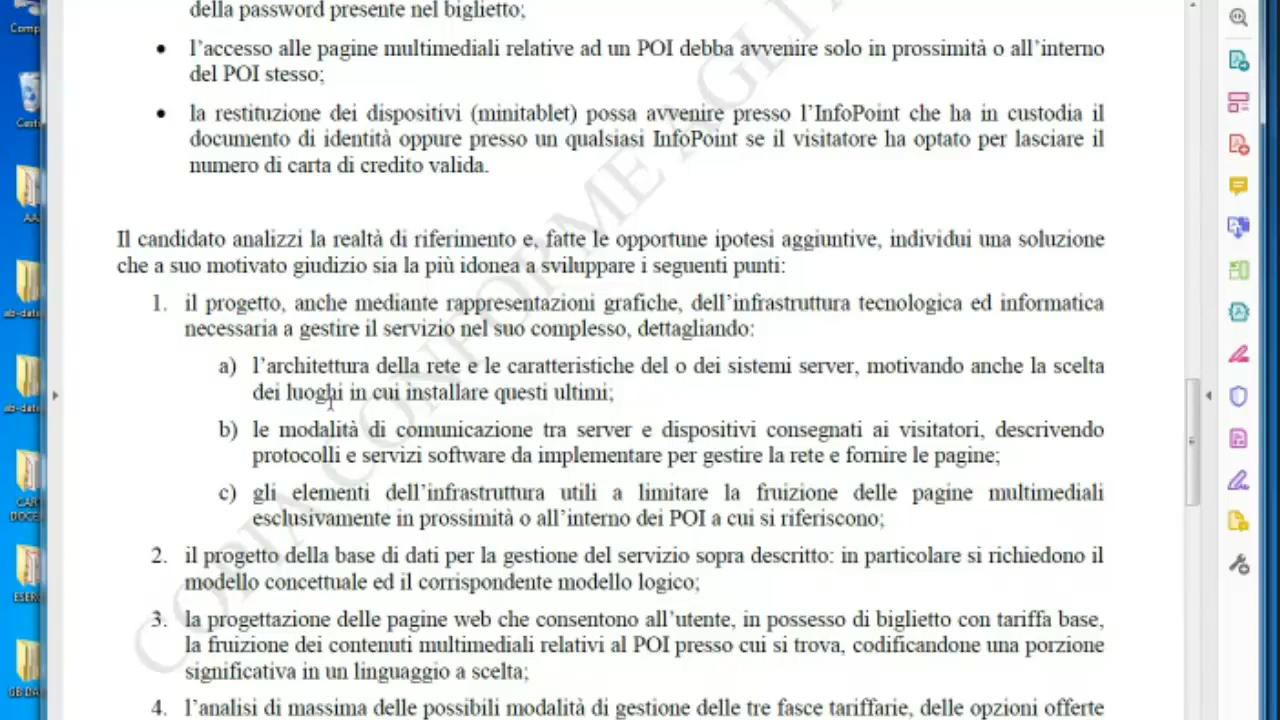 della password presente nel biglietto;
• l'accesso alle pagine multimediali relative ad un POI debba avvenire solo in prossimità o all'interno
del POI stesso;
• la restituzione dei dispositivi (minitablet) possa avvenire presso l'InfoPoint che ha in custodia il
documento di identità oppure presso un qualsiasi InfoPoint se il visitatore ha optato per lasciare il
numero di carta di credito valida.
Il candidato analizzi la realtà di riferimento e, fatte le opportune ipotesi aggiuntive, individui una soluzione
che a suo motivato giudizio sia la più idonea a sviluppare i seguenti punti:
1. il progetto, anche mediante rappresentazioni grafiche, dell'infrastruttura tecnologica ed informatica
necessaria a gestire il servizio nel suo complesso, dettagliando:
a) l'architettura della rete e le caratteristiche del o dei sistemi server, motivando anche la scelta
dei luoghi in cui installare questi ultimi;
b) le modalità di comunicazione tra server e dispositivi consegnati ai visitatori, descrivendo
protocolli e servizi software da implementare per gestire la rete e fornire le pagine;
c) gli elementi dell'infrastruttura utili a limitare la fruizione delle pagine multimediali
esclusivamente in prossimità o all'interno dei POI a cui si riferiscono;
2. il progetto della base di dati per la gestione del servizio sopra descritto: in particolare si richiedono il
modello concettuale ed il corrispondente modello logico;
3. la progettazione delle pagine web che consentono all'utente, in possesso di biglietto con tariffa base,
la fruizione dei contenuti multimediali relativi al POI presso cui si trova, codificandone una porzione
significativa in un linguaggio a scelta;
4. l'analisi di massima delle possibili modalità di gestione delle tre fasce tariffarie, delle opzioni offerte
COPIA CONFORME AGLI
Comp
Cesti
AA
ab-dat
ab-dat
CAR
DOCE
ESER